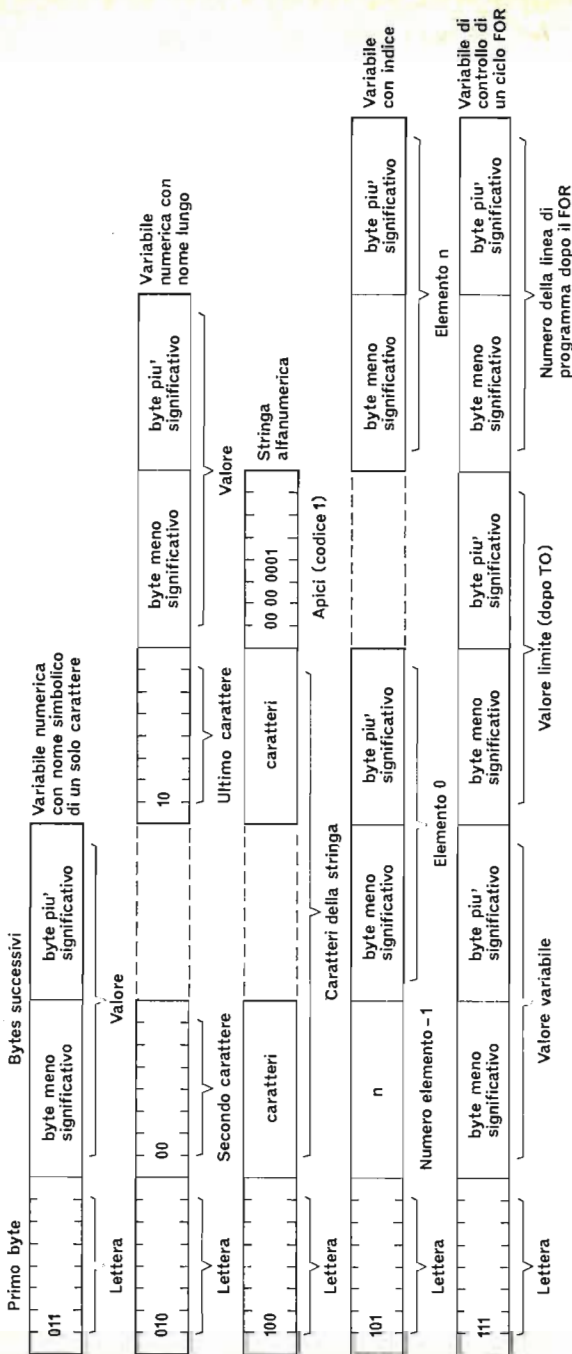 Primo byte
Bytes successivi
011
byte meno
significativo
byte piu'
significativo
Variabile numerica
con nome simbolico
di un solo carattere
Lettera
Valore
010
00
10
byte meno
significativo
byte piu'
significativo
Variabile
numerica con
nome lungo
Lettera
Secondo carattere
Ultimo carattere
Valore
100
caratteri
caratteri
00 00 0001
Stringa
alfanumerica
Lettera
Caratteri della stringa
Apici (codice 1)
101
n
byte meno
significativo
byte piu'
significativo
byte meno
significativo
byte piu'
significativo
Variabile
con indice
Lettera
Numero elemento-1
Elemento 0
Elemento n
111
byte meno
significativo
byte piu'
significativo
byte meno
significativo
byte piu'
significativo
byte meno
significativo
byte piu'
significativo
Variabile di
controllo di
un ciclo FOR
Lettera
Valore variabile
Valore limite (dopo TO)
Numero della linea di
programma dopo il FOR